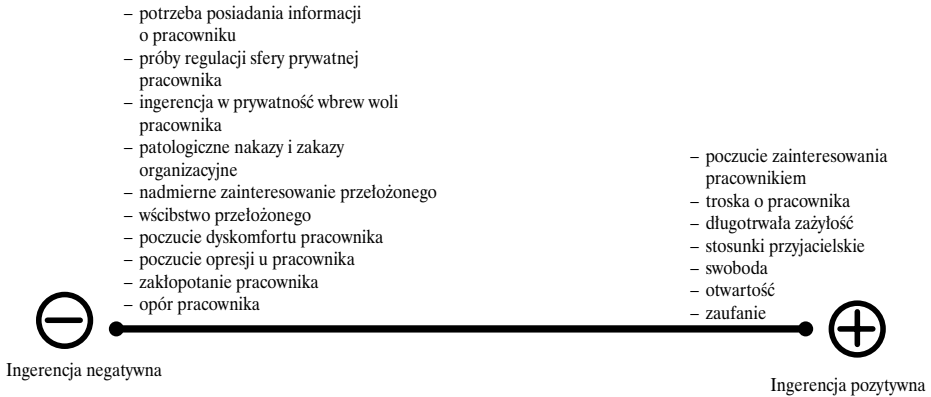 – potrzeba posiadania informacji
o pracowniku
– próby regulacji sfery prywatnej
pracownika
– ingerencja w prywatność wbrew woli
pracownika
– patologiczne nakazy i zakazy
organizacyjne
– nadmierne zainteresowanie przełożonego
– wścibstwo przełożonego
– poczucie dyskomfortu pracownika
– poczucie opresji u pracownika
– zakłopotanie pracownika
– opór pracownika
– poczucie zainteresowania
pracownikiem
– troska o pracownika
– długotrwała zażyłość
– stosunki przyjacielskie
– swoboda
– otwartość
– zaufanie
Ingerencja negatywna
Ingerencja pozytywna